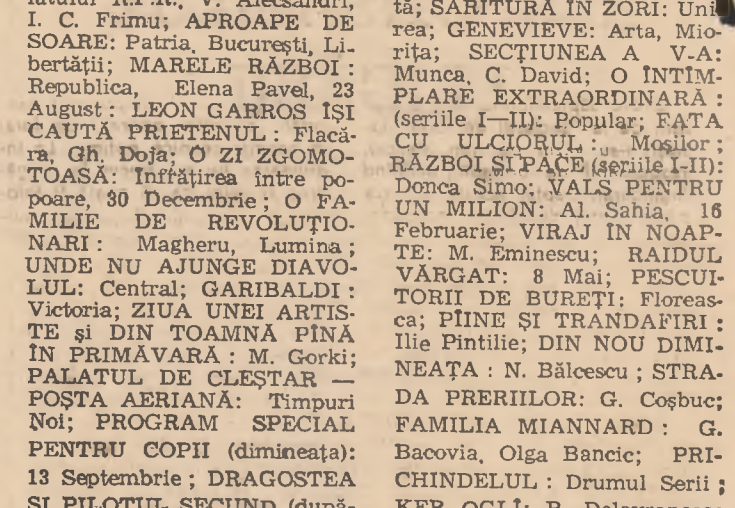 I. C. Frimu; APROAPE DE
SOARE: Patria, București, Li-
bertății; MARELE RĂZBOI :
Republica, Elena Pavel, 23
August : LEON GARROS ÎȘI
CAUTĂ PRIETENUL : Flacă-
ra, Gh. Doja; O ZI ZGOMO-
TOASĂ: Înfrățirea între po-
poare, 30 Decembrie ; O FA-
MILIE DE REVOLUȚIO-
NARI : Magheru, Lumina ;
UNDE NU AJUNGE DIAVO-
LUL: Central; GARIBALDI :
Victoria; ZIUA UNEI ARTIS-
TE și DIN TOAMNĂ PÎNĂ
ÎN PRIMĂVARĂ : M. Gorki;
PALATUL DE CLEȘTAR —
POȘTA AERIANĂ: Timpuri
Noi; PROGRAM SPECIAL
PENTRU COPII (dimineața):
13 Septembrie ; DRAGOSTEA
ȘI PILOTUL SECUND (după-
tă; SĂRITURĂ ÎN ZORI: Uni
rea; GENEVIEVE: Arta, Mio-
rița; SECȚIUNEA A V-A:
Munca, C. David; O ÎNTÎM-
PLARE EXTRAORDINARĂ :
(seriile I—II): Popular; FATA
CU ULCIORUL : Moșilor ;
RĂZBOI ȘI PACE (seriile I-II):
Donca Simo; VALS PENTRU
UN MILION: Al. Sahia, 16
Februarie; VIRAJ ÎN NOAP-
TE: M. Eminescu; RAIDUL
VĂRGAT: 8 Mai; PESCUI-
TORII DE BUREȚI: Floreas-
ca; PÎINE ȘI TRANDAFIRI :
Ilie Pintilie; DIN NOU DIMI-
NEAȚA : N. Bălcescu ; STRA-
DA PRERIILOR: G. Coșbuc;
FAMILIA MIANNARD : G.
Bacovia, Olga Bancic; PRI-
CHINDELUL : Drumul Serii ;